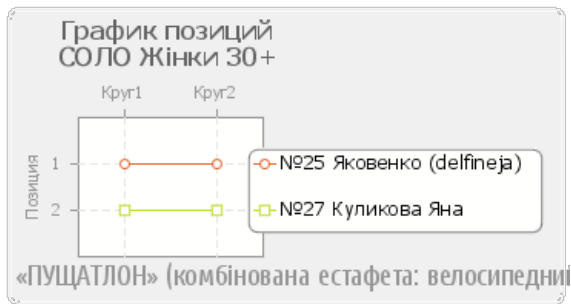 График позиций
СОЛО Жінки 30+
Круг1 Круг2
Позиция
1
2
№25 Яковенко (delfineja)
№27 Куликова Яна
«ПУЩАТЛОН» (комбінована естафета: велосипедний